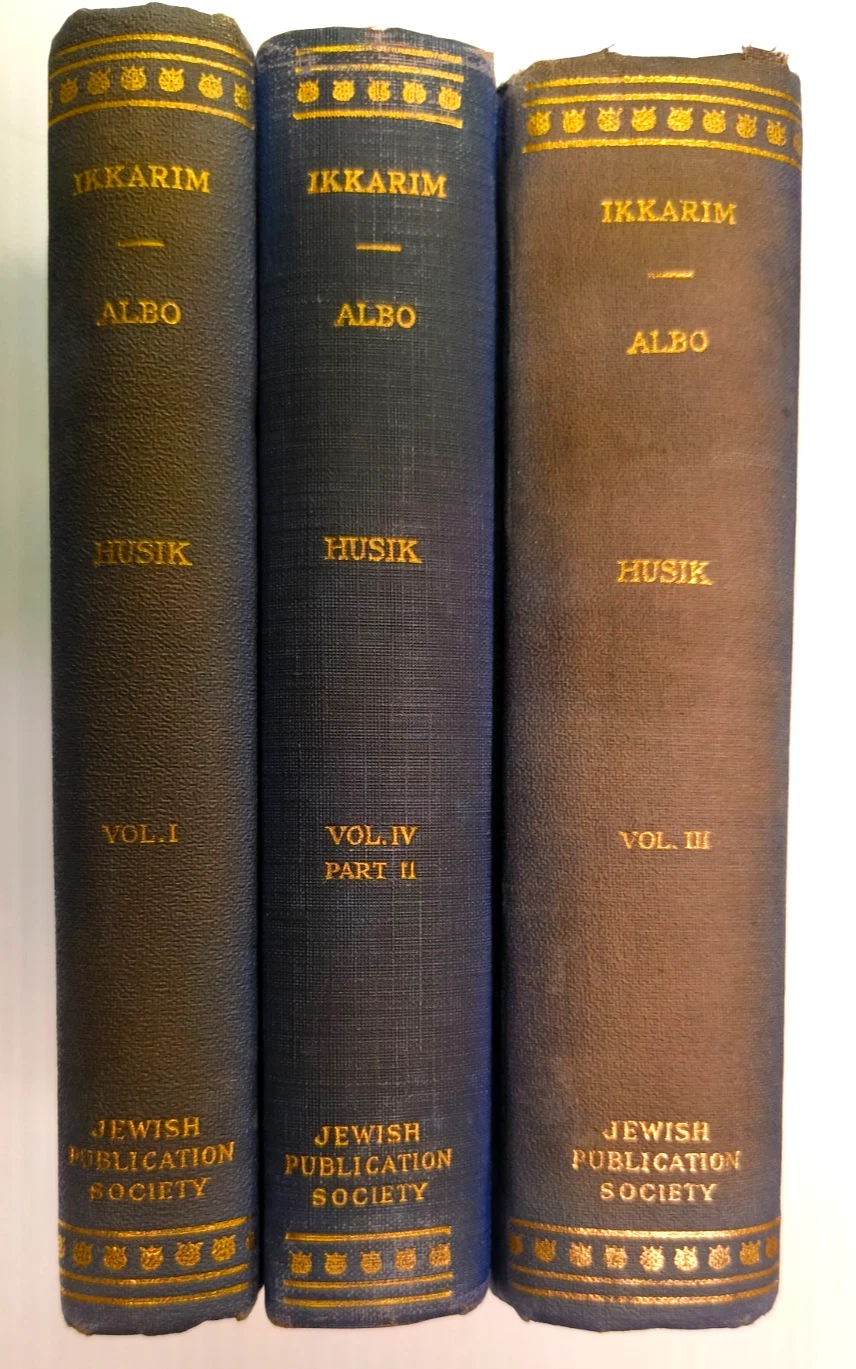 IKKARIM
ALBO
HUSIK
VOL.I
JEWISH
PUBLICATION
SOCIETY
IKKARIM
ALBO
HUSIK
VOL.IV
PART II
JEWISH
PUBLICATION
SOCIETY
IKKARIM
ALBO
HUSIK
VOL. III
JEWISH
PUBLICATION
SOCIETY